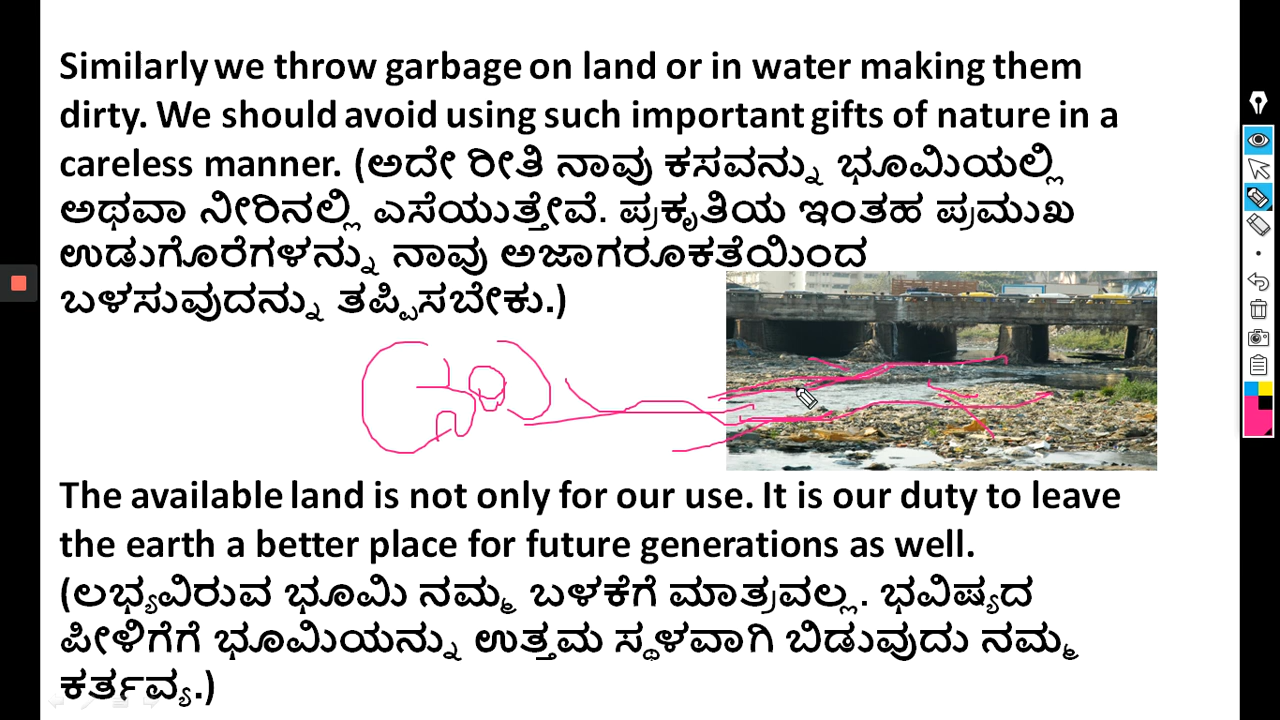 Similarly we throw garbage on land or in water making them
dirty. We should avoid using such important gifts of nature in a
careless manner. (ಅದೇ ರೀತಿ ನಾವು ಕಸವನ್ನು ಭೂಮಿಯಲ್ಲಿ
ಅಥವಾ ನೀರಿನಲ್ಲಿ ಎಸೆಯುತ್ತೇವೆ. ಪ್ರಕೃತಿಯ ಇಂತಹ ಪ್ರಮುಖ
ಉಡುಗೊರೆಗಳನ್ನು ನಾವು ಅಜಾಗರೂಕತೆಯಿಂದ
ಬಳಸುವುದನ್ನು ತಪ್ಪಿಸಬೇಕು.)
The available land is not only for our use. It is our duty to leave
the earth a better place for future generations as well.
(ಲಭ್ಯವಿರುವ ಭೂಮಿ ನಮ್ಮ ಬಳಕೆಗೆ ಮಾತ್ರವಲ್ಲ. ಭವಿಷ್ಯದ
ಪೀಳಿಗೆಗೆ ಭೂಮಿಯನ್ನು ಉತ್ತಮ ಸ್ಥಳವಾಗಿ ಬಿಡುವುದು ನಮ್ಮ
ಕರ್ತವ್ಯ.)